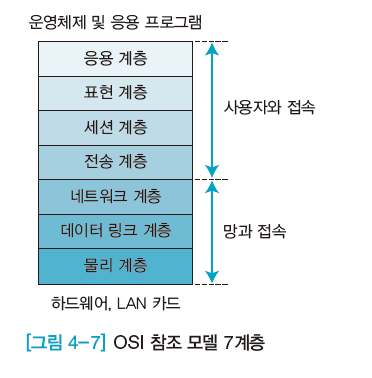 운영체제 및 응용 프로그램
응용 계층
표현 계층
세션 계층
전송 계층
네트워크 계층
데이터 링크 계층
물리 계층
사용자와 접속
망과 접속
하드웨어, LAN 카드
[그림 4-7] OSI 참조 모델 7계층